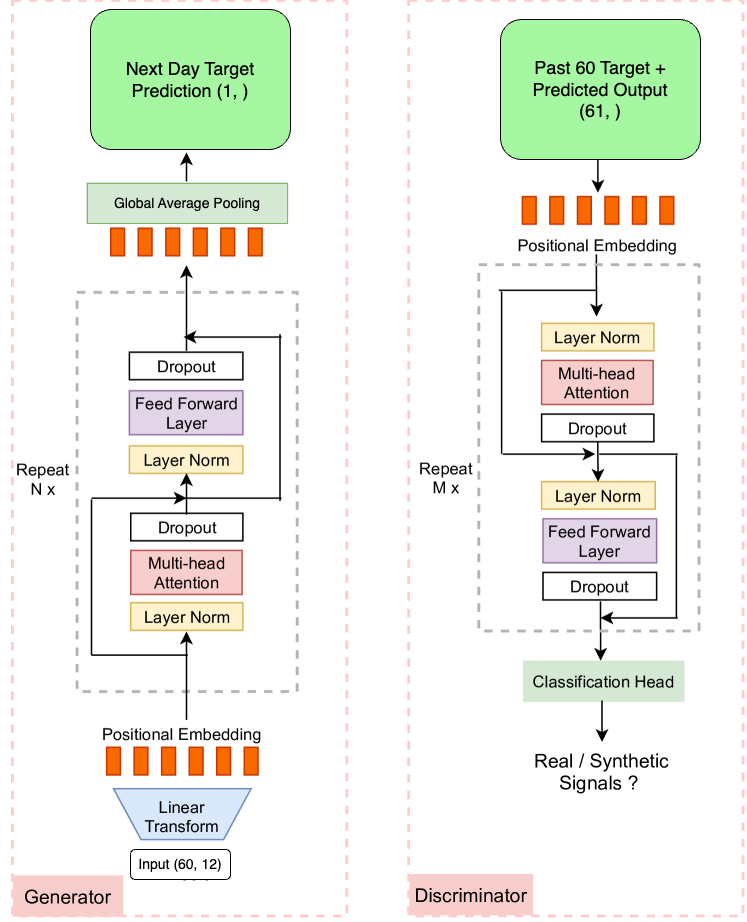 Next Day Target
Prediction (1, )
Global Average Pooling
Dropout
Feed Forward
Layer
Layer Norm
Repeat
N x
Dropout
Multi-head
Attention
Layer Norm
Positional Embedding
Linear
Transform
Input (60, 12)
Generator
Past 60 Target +
Predicted Output
(61, )
Positional Embedding
Layer Norm
Multi-head
Attention
Dropout
Repeat
M x
Layer Norm
Feed Forward
Layer
Dropout
Classification Head
Real / Synthetic
Signals ?
Discriminator